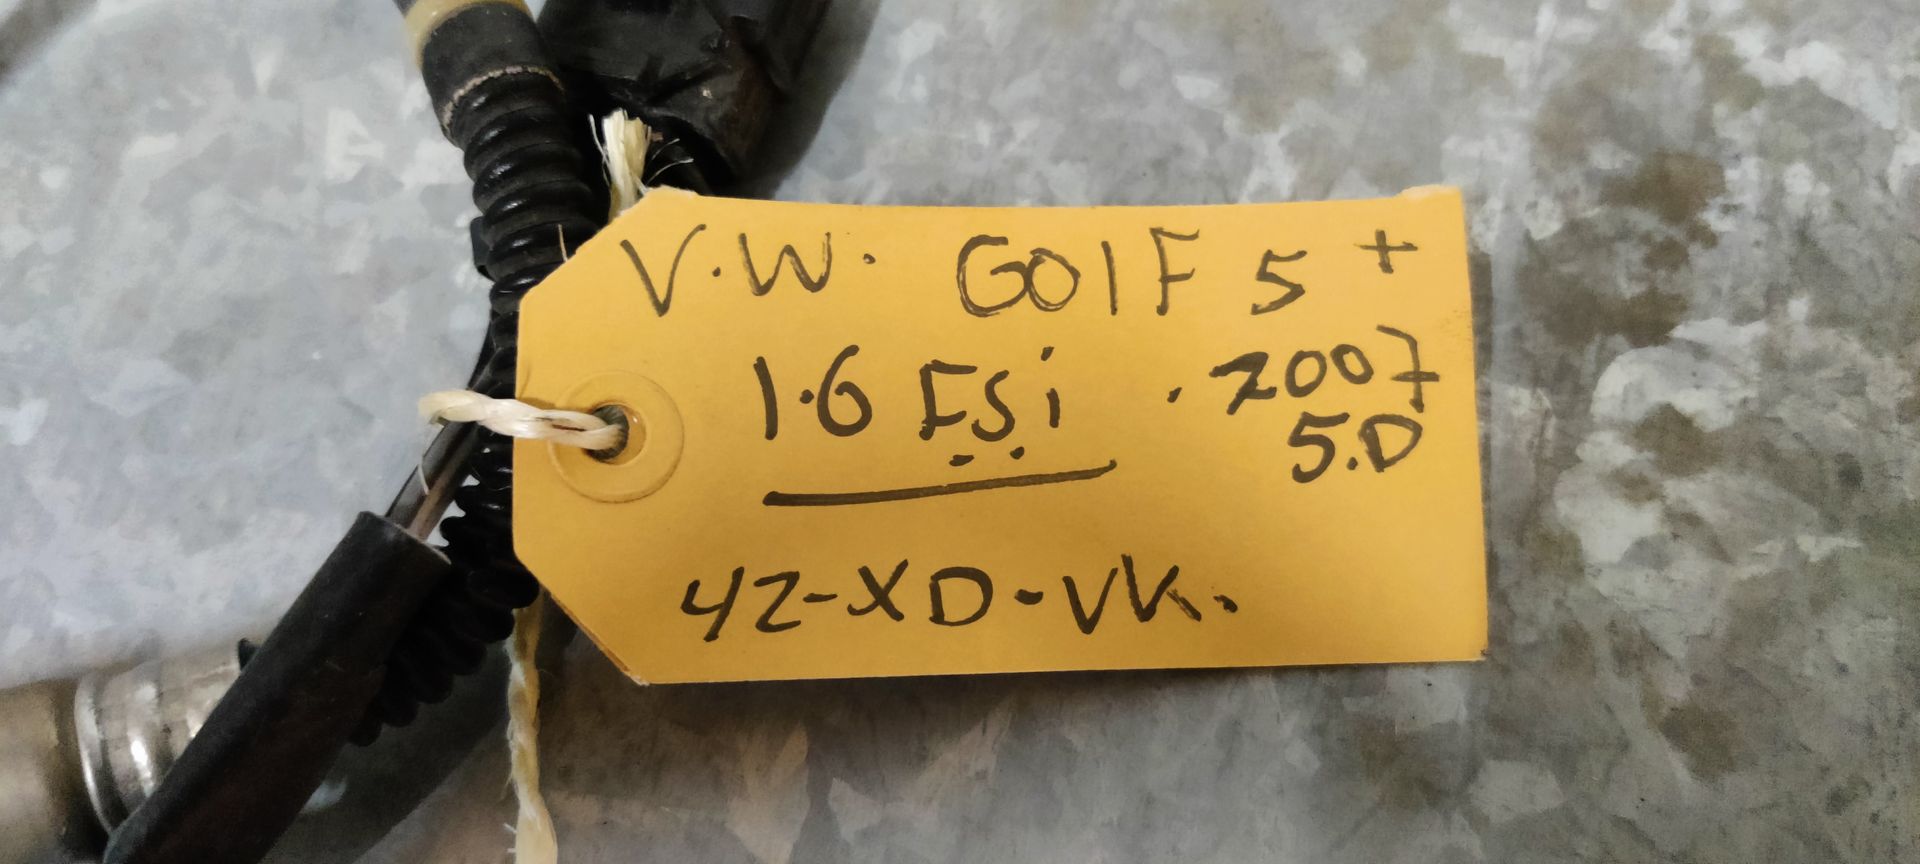 V.W. GOlF 5 +
1.6 FSi . 2007
5.D
42-XD-VK.